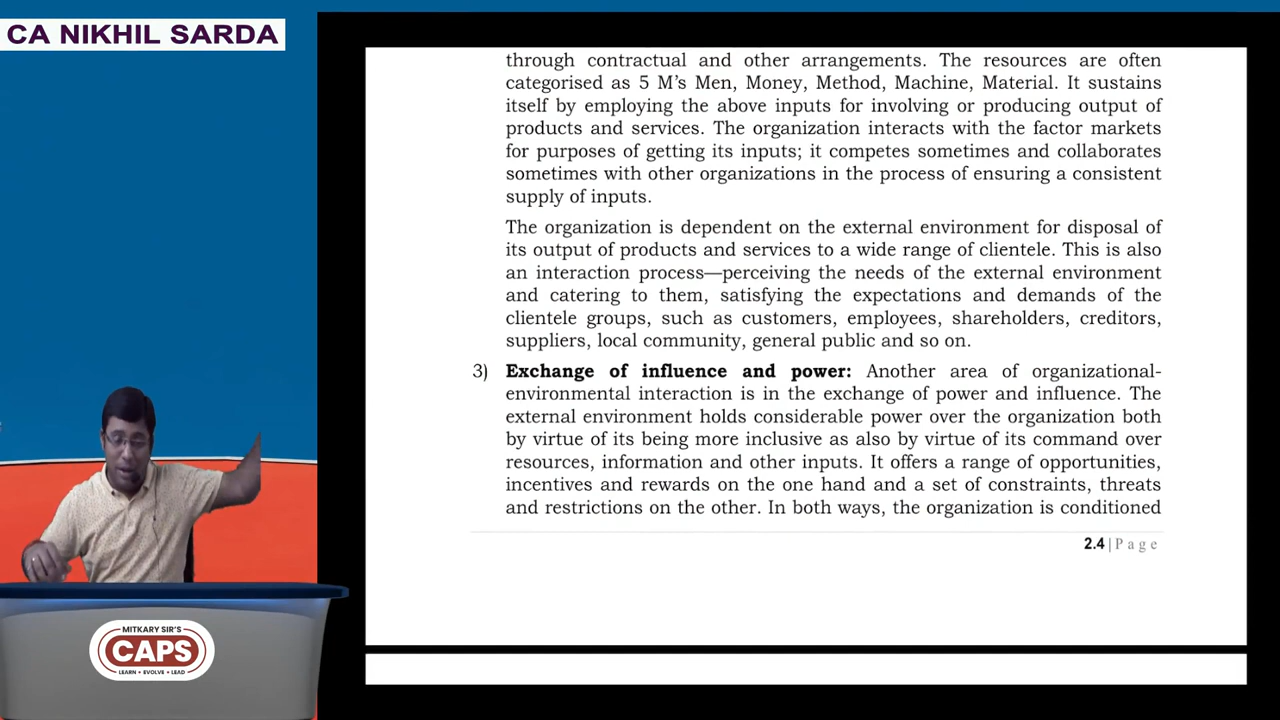 CA NIKHIL SARDA
through contractual and other arrangements. The resources are often
categorised as 5 M's Men, Money, Method, Machine, Material. It sustains
itself by employing the above inputs for involving or producing output of
products and services. The organization interacts with the factor markets
for purposes of getting its inputs; it competes sometimes and collaborates
sometimes with other organizations in the process of ensuring a consistent
supply of inputs.
The organization is dependent on the external environment for disposal of
its output of products and services to a wide range of clientele. This is also
an interaction process—perceiving the needs of the external environment
and catering to them, satisfying the expectations and demands of the
clientele groups, such as customers, employees, shareholders, creditors,
suppliers, local community, general public and so on.
3) Exchange of influence and power: Another area of organizational-
environmental interaction is in the exchange of power and influence. The
external environment holds considerable power over the organization both
by virtue of its being more inclusive as also by virtue of its command over
resources, information and other inputs. It offers a range of opportunities,
incentives and rewards on the one hand and a set of constraints, threats
and restrictions on the other. In both ways, the organization is conditioned
2.4|Page
MITKARY SIR'S
CAPS
LEARN • EVOLVE • LEAD